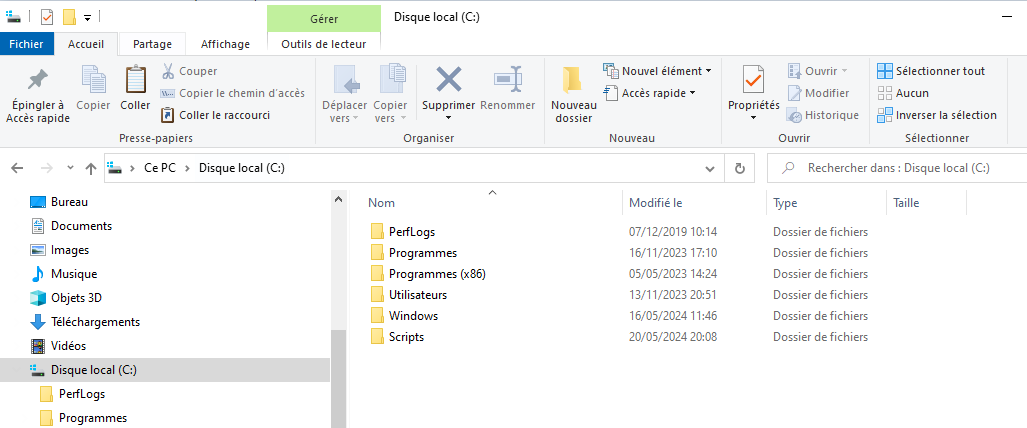 Gérer
Disque local (C:)
Fichier
Accueil
Partage
Affichage
Outils de lecteur
Épingler à
Accès rapide
Copier
Coller
Couper
Copier le chemin d'accès
Coller le raccourci
Presse-papiers
Déplacer
vers
Copier
vers
Supprimer
Renommer
Organiser
Nouveau
dossier
Nouvel élément
Accès rapide
Nouveau
Propriétés
Ouvrir
Modifier
Historique
Ouvrir
Sélectionner tout
Aucun
Inverser la sélection
Sélectionner
Ce PC > Disque local (C:)
Rechercher dans : Disque local (C:)
Bureau
Documents
Images
Musique
Objets 3D
Téléchargements
Vidéos
Disque local (C:)
PerfLogs
Programmes
Nom Modifié le Type Taille
PerfLogs 07/12/2019 10:14 Dossier de fichiers
Programmes 16/11/2023 17:10 Dossier de fichiers
Programmes (x86) 05/05/2023 14:24 Dossier de fichiers
Utilisateurs 13/11/2023 20:51 Dossier de fichiers
Windows 16/05/2024 11:46 Dossier de fichiers
Scripts 20/05/2024 20:08 Dossier de fichiers